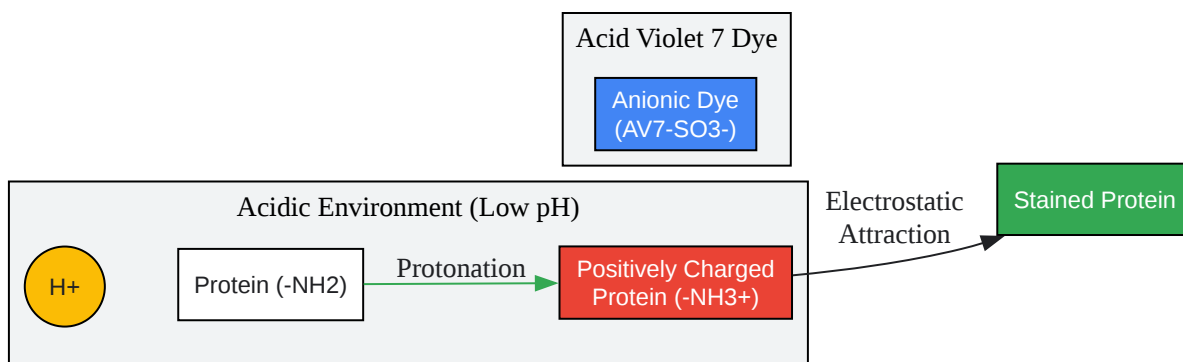 Acid Violet 7 Dye
Anionic Dye
(AV7-SO3-)
Acidic Environment (Low pH)
H+
Protein (-NH2)
Protonation
Positively Charged
Protein (-NH3+)
Electrostatic
Attraction
Stained Protein